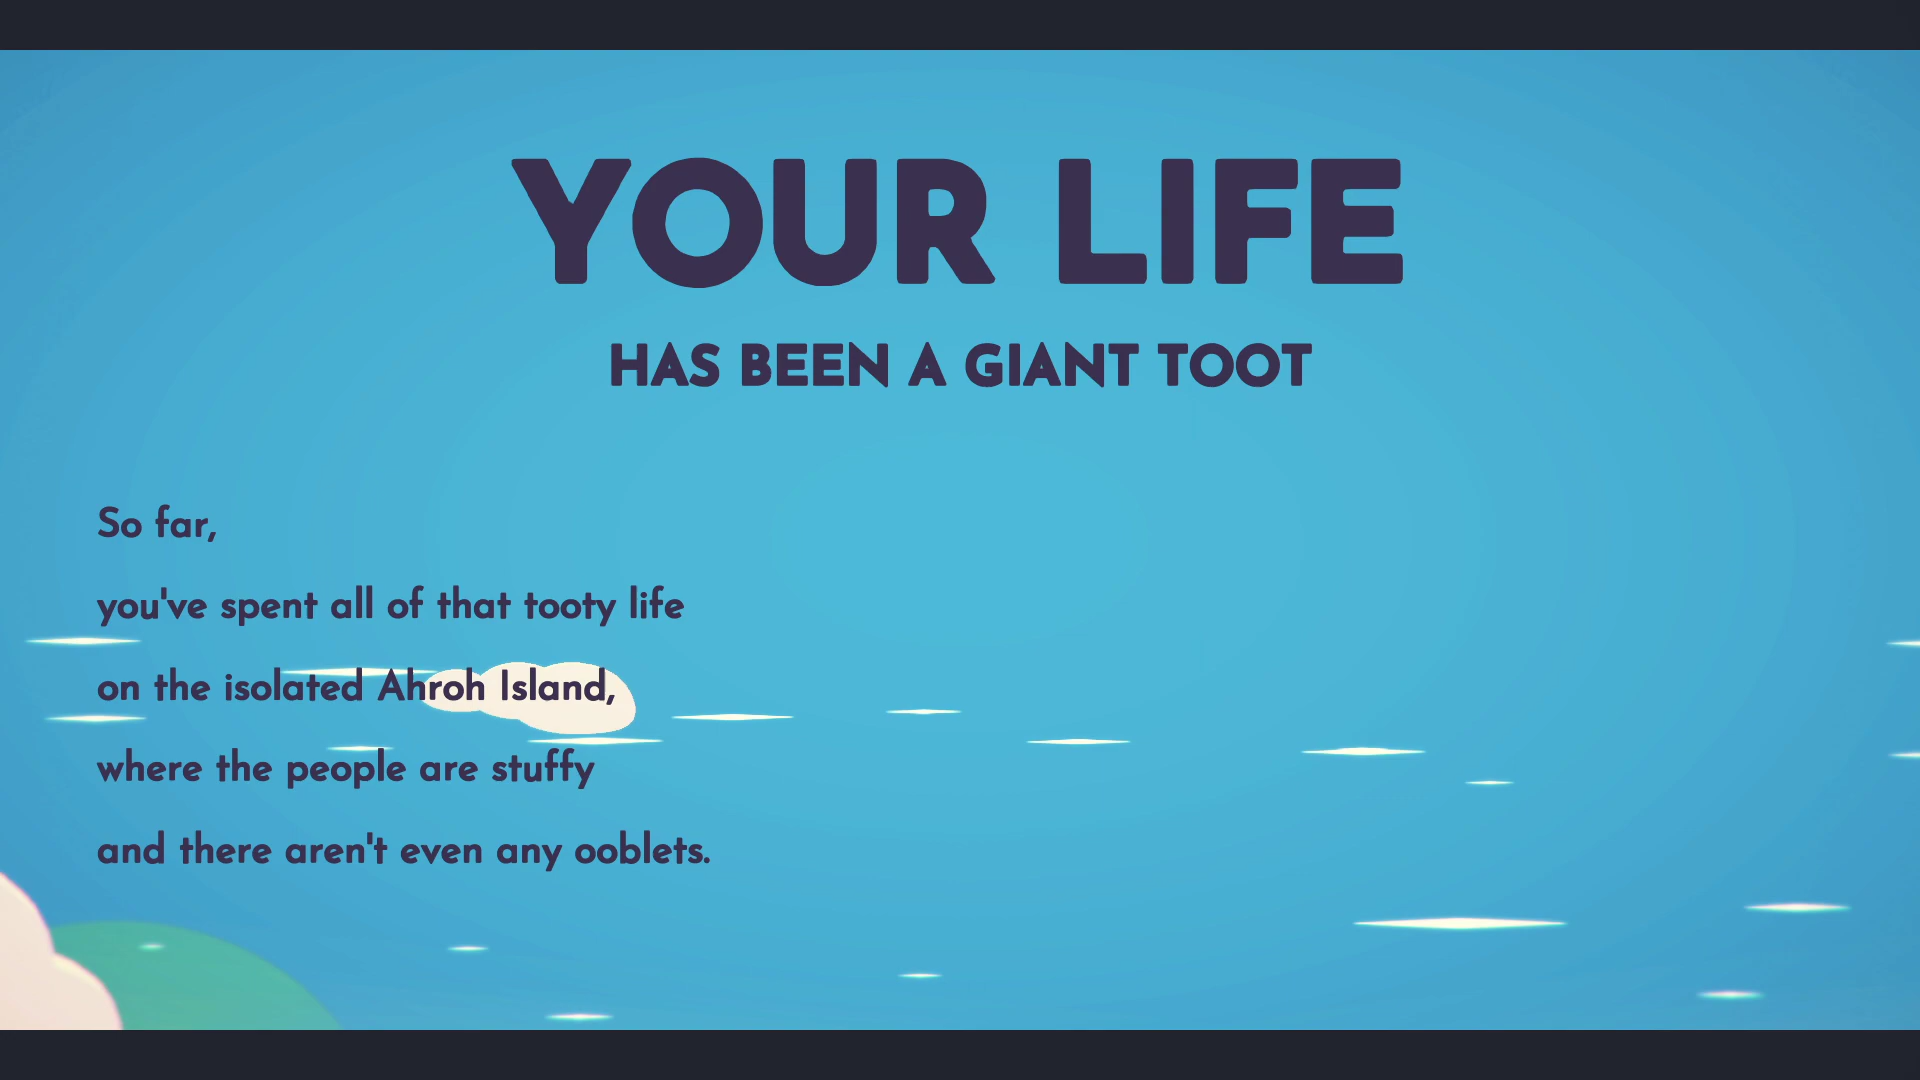 YOUR LIFE
HAS BEEN A GIANT TOOT
So far,
you've spent all of that tooty life
on the isolated Ahroh Island,
where the people are stuffy
and there aren't even any ooblets.